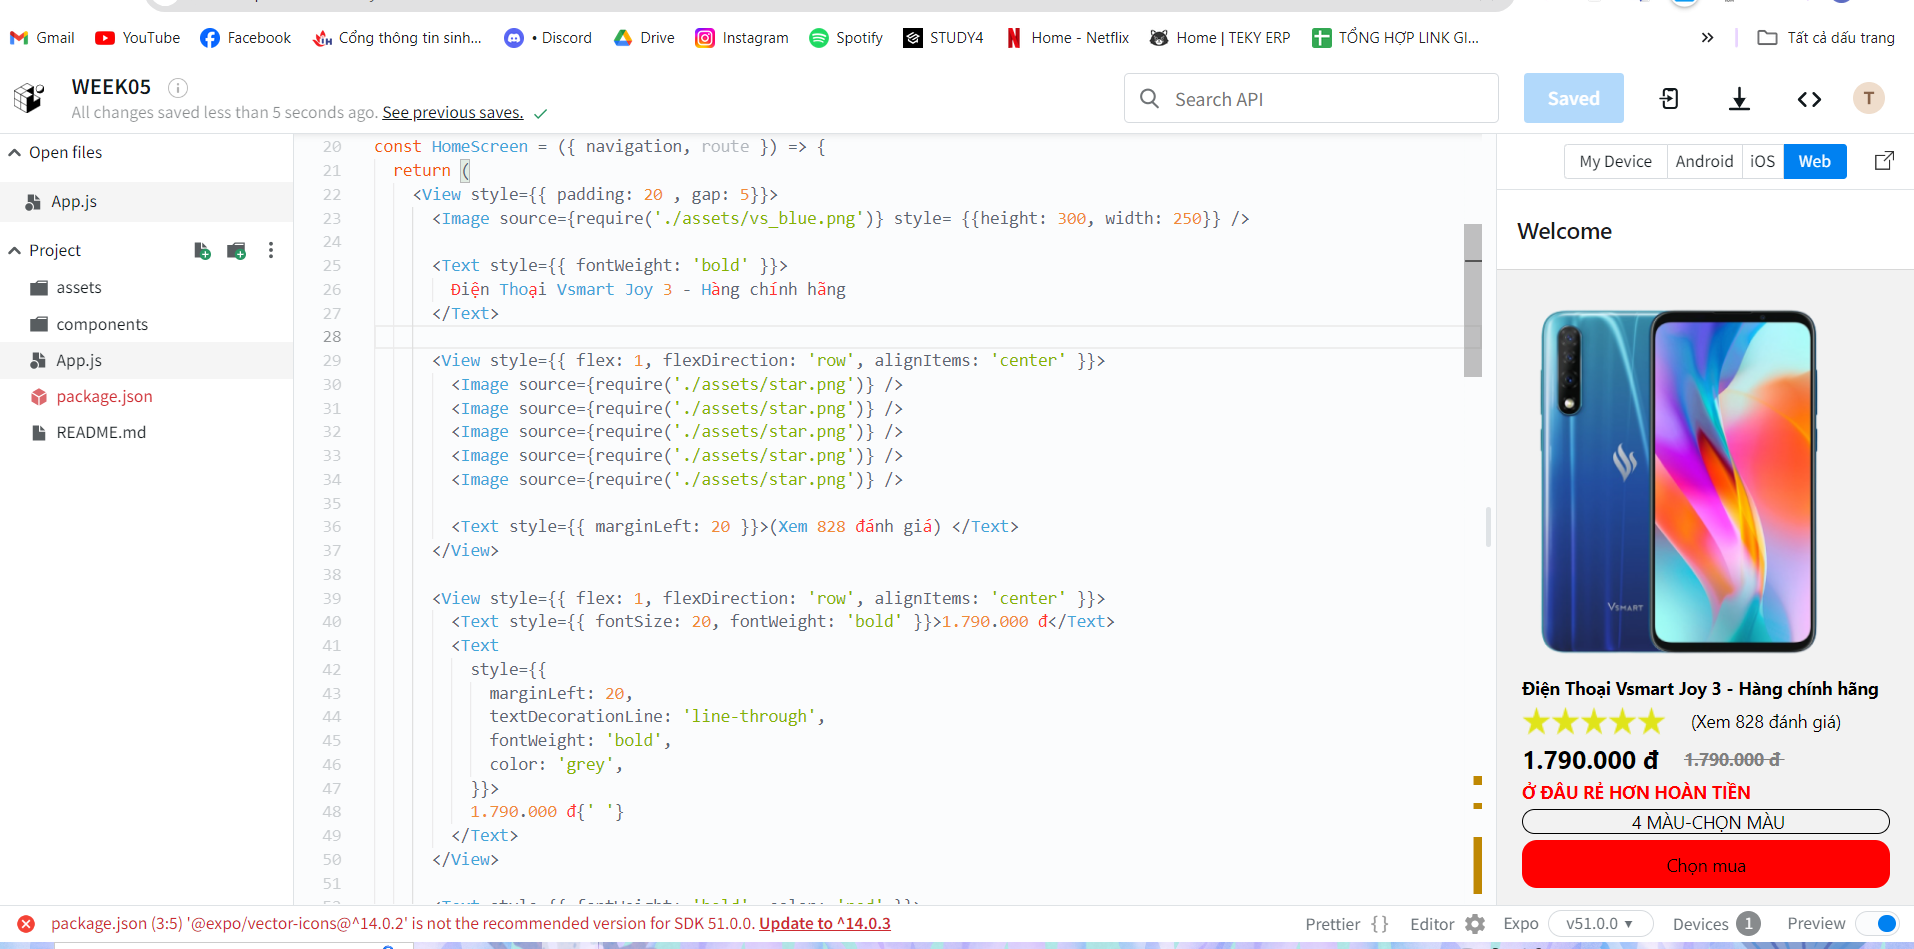 Gmail YouTube Facebook Cổng thông tin sinh... • Discord Drive Instagram Spotify STUDY4 Home - Netflix Home | TEKY ERP TỔNG HỢP LINK GI... » Tất cả dấu trang
WEEK05
All changes saved less than 5 seconds ago. See previous saves.
Search API
Saved
T
Open files
App.js
Project
assets
components
App.js
package.json
README.md
20 const HomeScreen = ({ navigation, route }) => {
21 return (
22 <View style={{ padding: 20 , gap: 5}}>
23 <Image source={require('./assets/vs_blue.png')} style= {{height: 300, width: 250}} />
24
25 <Text style={{ fontWeight: 'bold' }}>
26 Điện Thoại Vsmart Joy 3 - Hàng chính hãng
27 </Text>
28
29 <View style={{ flex: 1, flexDirection: 'row', alignItems: 'center' }}>
30 <Image source={require('./assets/star.png')} />
31 <Image source={require('./assets/star.png')} />
32 <Image source={require('./assets/star.png')} />
33 <Image source={require('./assets/star.png')} />
34 <Image source={require('./assets/star.png')} />
35
36 <Text style={{ marginLeft: 20 }}>(Xem 828 đánh giá) </Text>
37 </View>
38
39 <View style={{ flex: 1, flexDirection: 'row', alignItems: 'center' }}>
40 <Text style={{ fontSize: 20, fontWeight: 'bold' }}>1.790.000 đ</Text>
41 <Text
42 style={{
43 marginLeft: 20,
44 textDecorationLine: 'line-through',
45 fontWeight: 'bold',
46 color: 'grey',
47 }}>
48 1.790.000 đ{' '}
49 </Text>
50 </View>
51
My Device Android iOS Web
Welcome
VSMART
Điện Thoại Vsmart Joy 3 - Hàng chính hãng
(Xem 828 đánh giá)
1.790.000 đ 1.790.000 đ
Ở ĐÂU RẺ HƠN HOÀN TIỀN
4 MÀU-CHỌN MÀU
Chọn mua
package.json (3:5) '@expo/vector-icons@^14.0.2' is not the recommended version for SDK 51.0.0. Update to ^14.0.3
Prettier { } Editor Expo v51.0.0 Devices 1 Preview